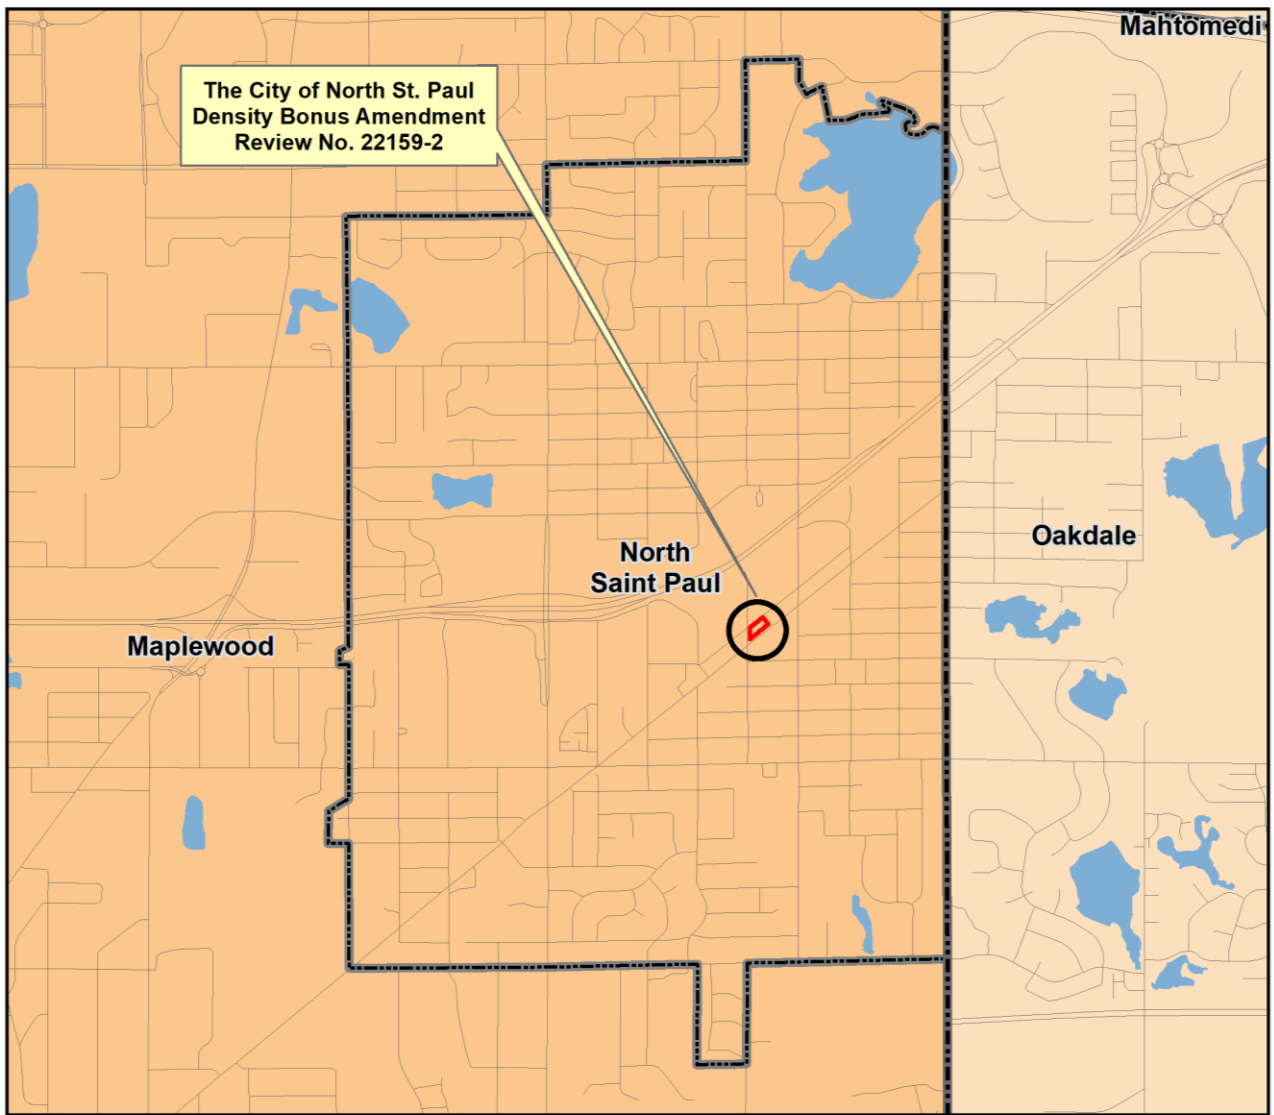 Mahtomedi
The City of North St. Paul
Density Bonus Amendment
Review No. 22159-2
North
Saint Paul
Oakdale
Maplewood